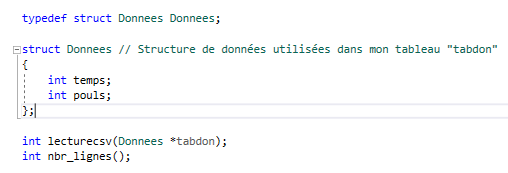 typedef struct Donnees Donnees;
struct Donnees // Structure de données utilisées dans mon tableau "tabdon"
{
int temps;
int pouls;
};
int lecturecsv(Donnees *tabdon);
int nbr_lignes();